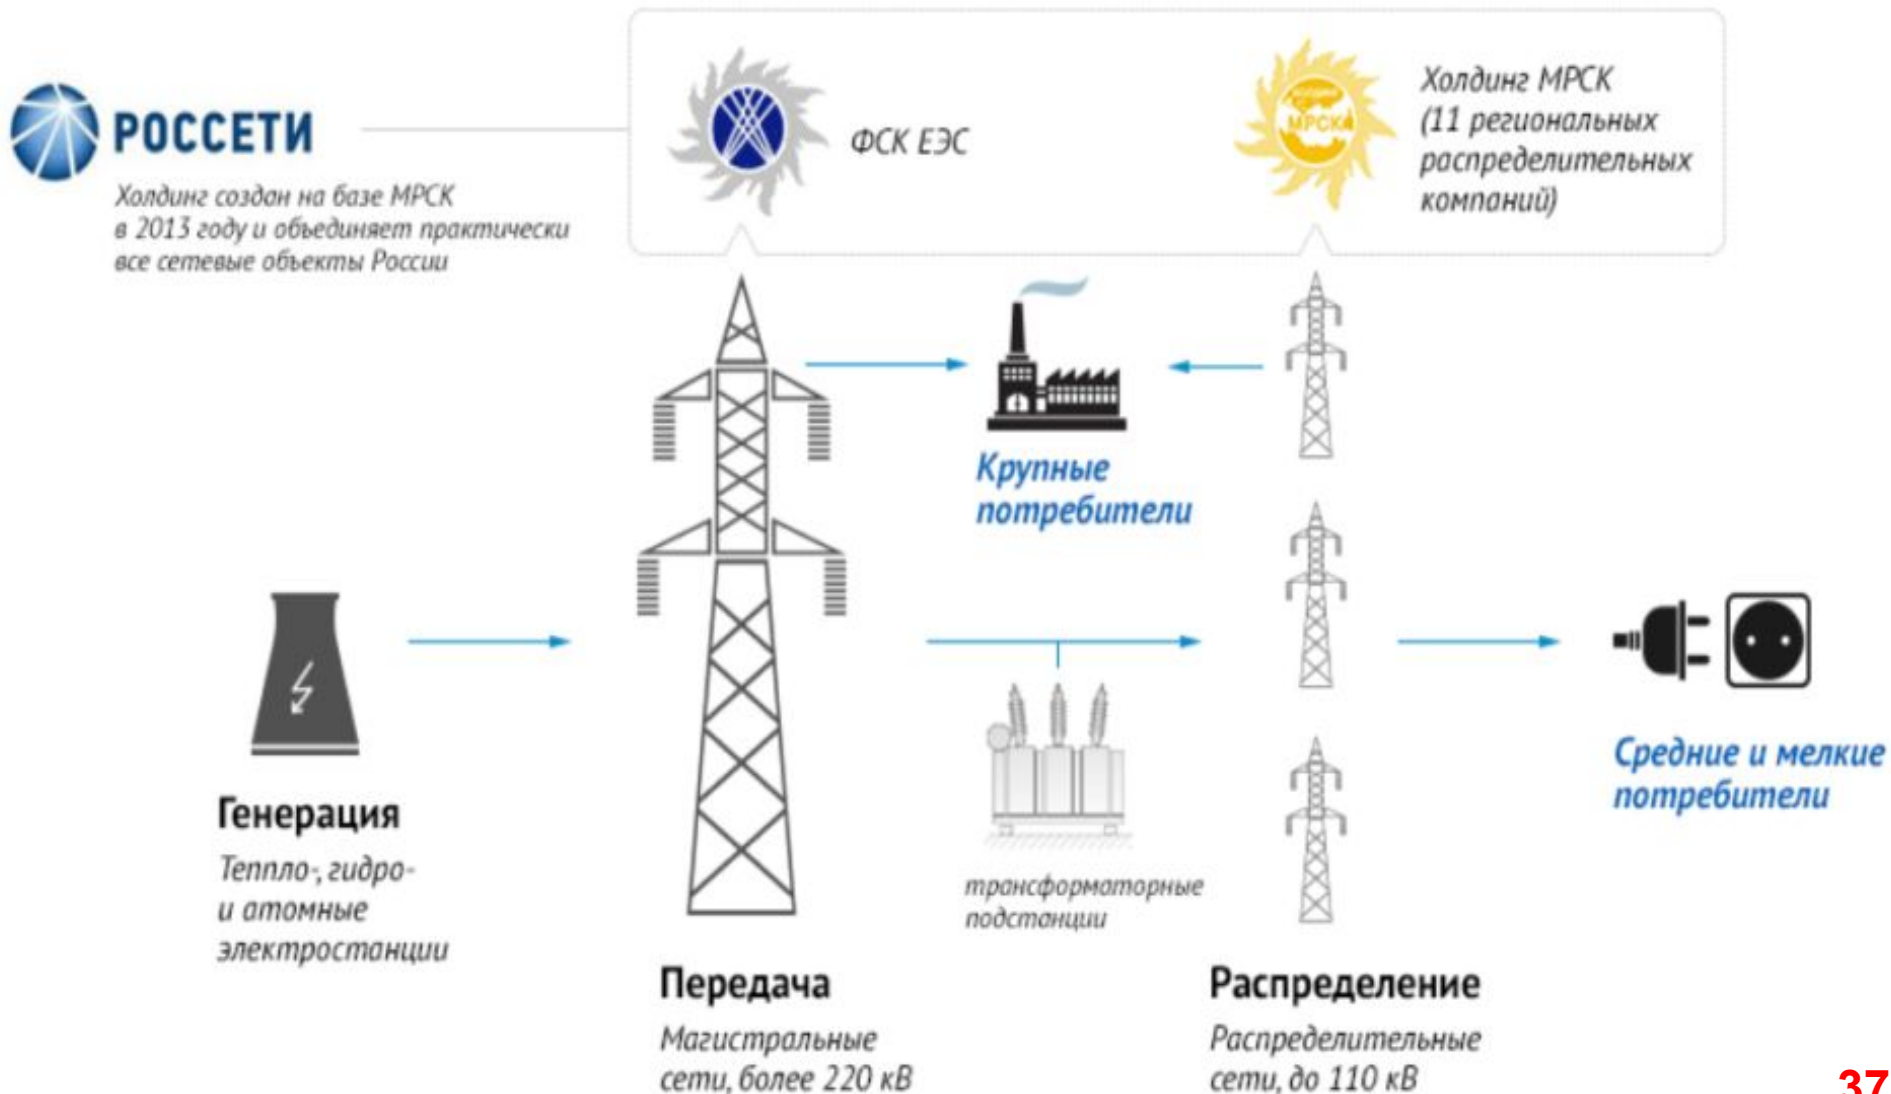 РОССЕТИ
Холдинг создан на базе МРСК
в 2013 году и объединяет практически
все сетевые объекты России
ФСК ЕЭС
МРСК
Холдинг МРСК
(11 региональных
распределительных
компаний)
Крупные
потребители
Генерация
Теппло-, гидро-
и атомные
электростанции
трансформаторные
подстанции
Средние и мелкие
потребители
Передача
Магистральные
сети, более 220 кВ
Распределение
Распределительные
сети, до 110 кВ
37